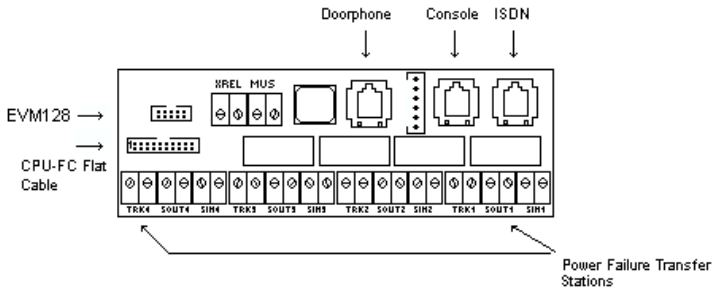 Doorphone Console ISDN
XREL MUS
EVM128
CPU-FC Flat
Cable
TRK4 SOUT4 SIN4 TRK3 SOUT3 SIN3 TRK2 SOUT2 SIN2 TRK1 SOUT1 SIN1
Power Failure Transfer
Stations